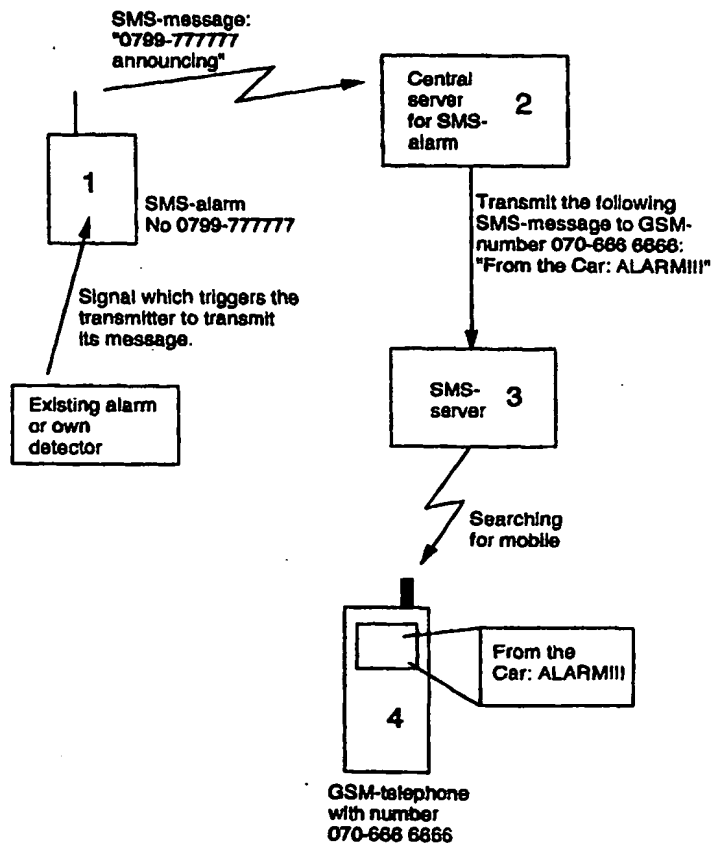 SMS-message:
"0799-777777
announcing"
Central
server
for SMS-
alarm
2
1
SMS-alarm
No 0799-777777
Transmit the following
SMS-message to GSM-
number 070-666 6666:
"From the Car: ALARM!!!"
Signal which triggers the
transmitter to transmit
its message.
Existing alarm
or own
detector
SMS-
server
3
Searching
for mobile
From the
Car: ALARM!!!
4
GSM-telephone
with number
070-666 6666